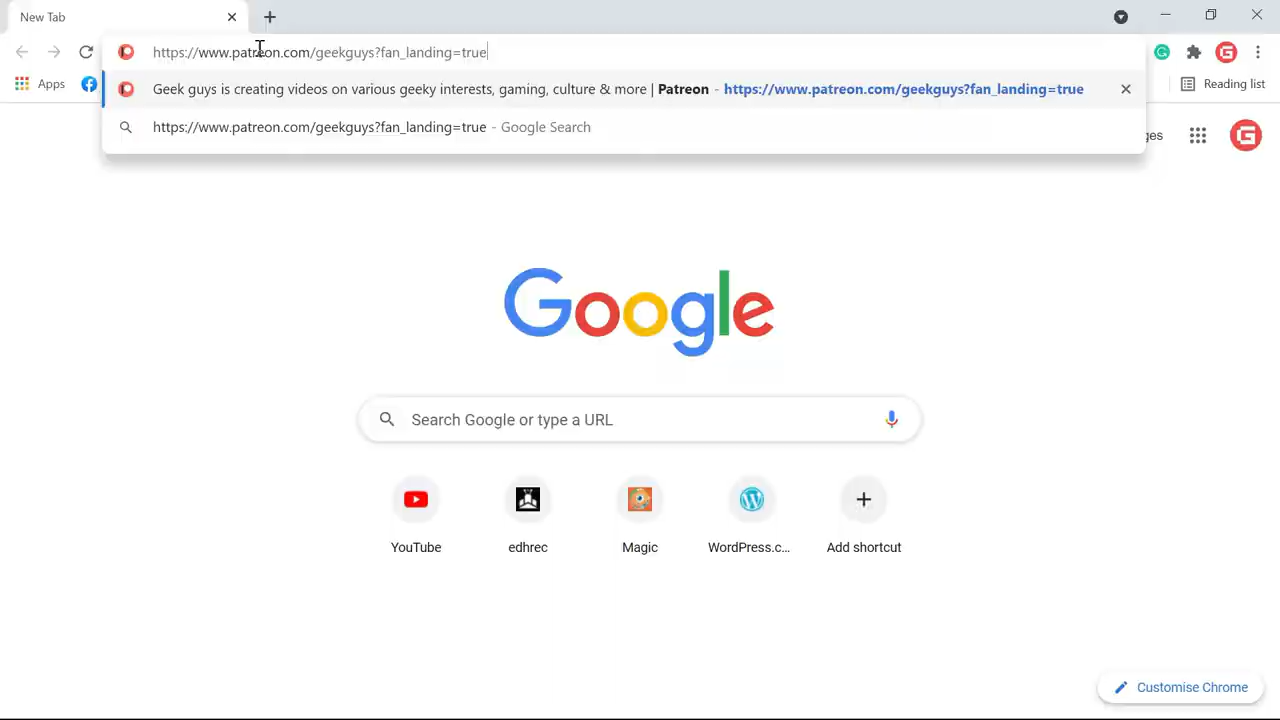 New Tab
https://www.patreon.com/geekguys?fan_landing=true
Geek guys is creating videos on various geeky interests, gaming, culture & more | Patreon - https://www.patreon.com/geekguys?fan_landing=true
https://www.patreon.com/geekguys?fan_landing=true - Google Search
Apps
Reading list
ges
G
Google
Search Google or type a URL
YouTube
edhrec
Magic
WordPress.c...
Add shortcut
Customise Chrome